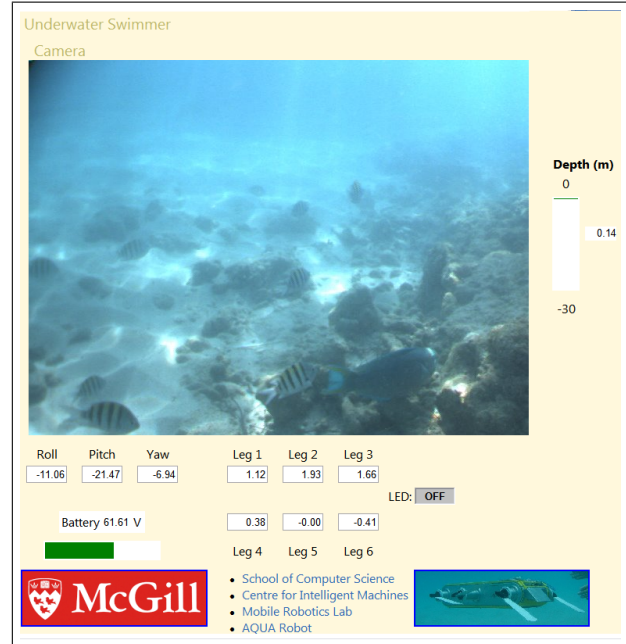 Underwater Swimmer
Camera
Depth (m)
0
0.14
-30
Roll Pitch Yaw Leg 1 Leg 2 Leg 3
-11.06 -21.47 -6.94 1.12 1.93 1.66
LED: OFF
Battery 61.61 V 0.38 -0.00 -0.41
Leg 4 Leg 5 Leg 6
McGill
• School of Computer Science
• Centre for Intelligent Machines
• Mobile Robotics Lab
• AQUA Robot